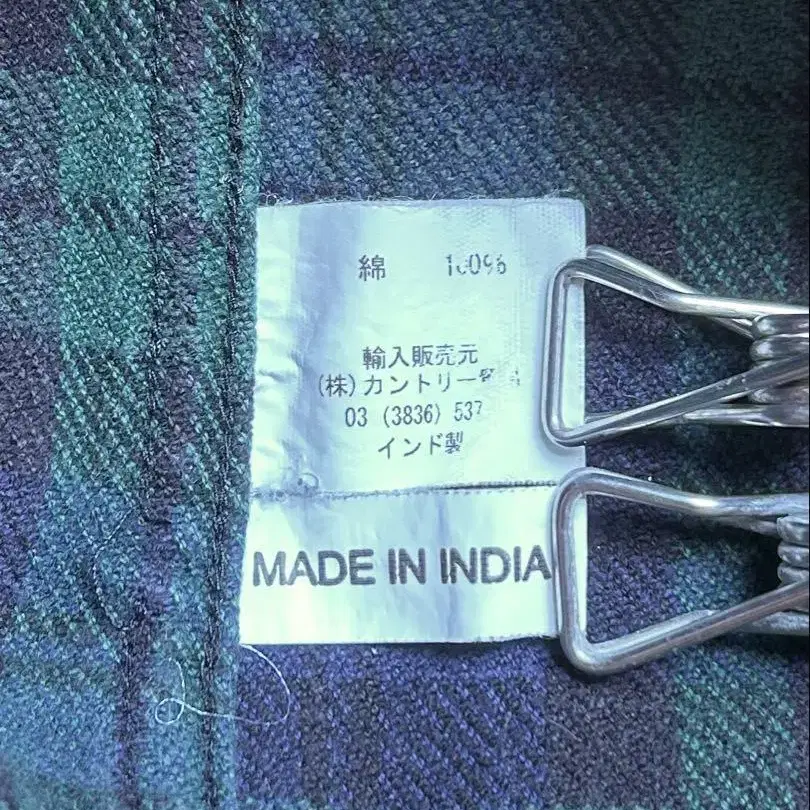 綿 100%
輸入販売元
(株)カントリー
03 (3836) 537
インド製
MADE IN INDIA